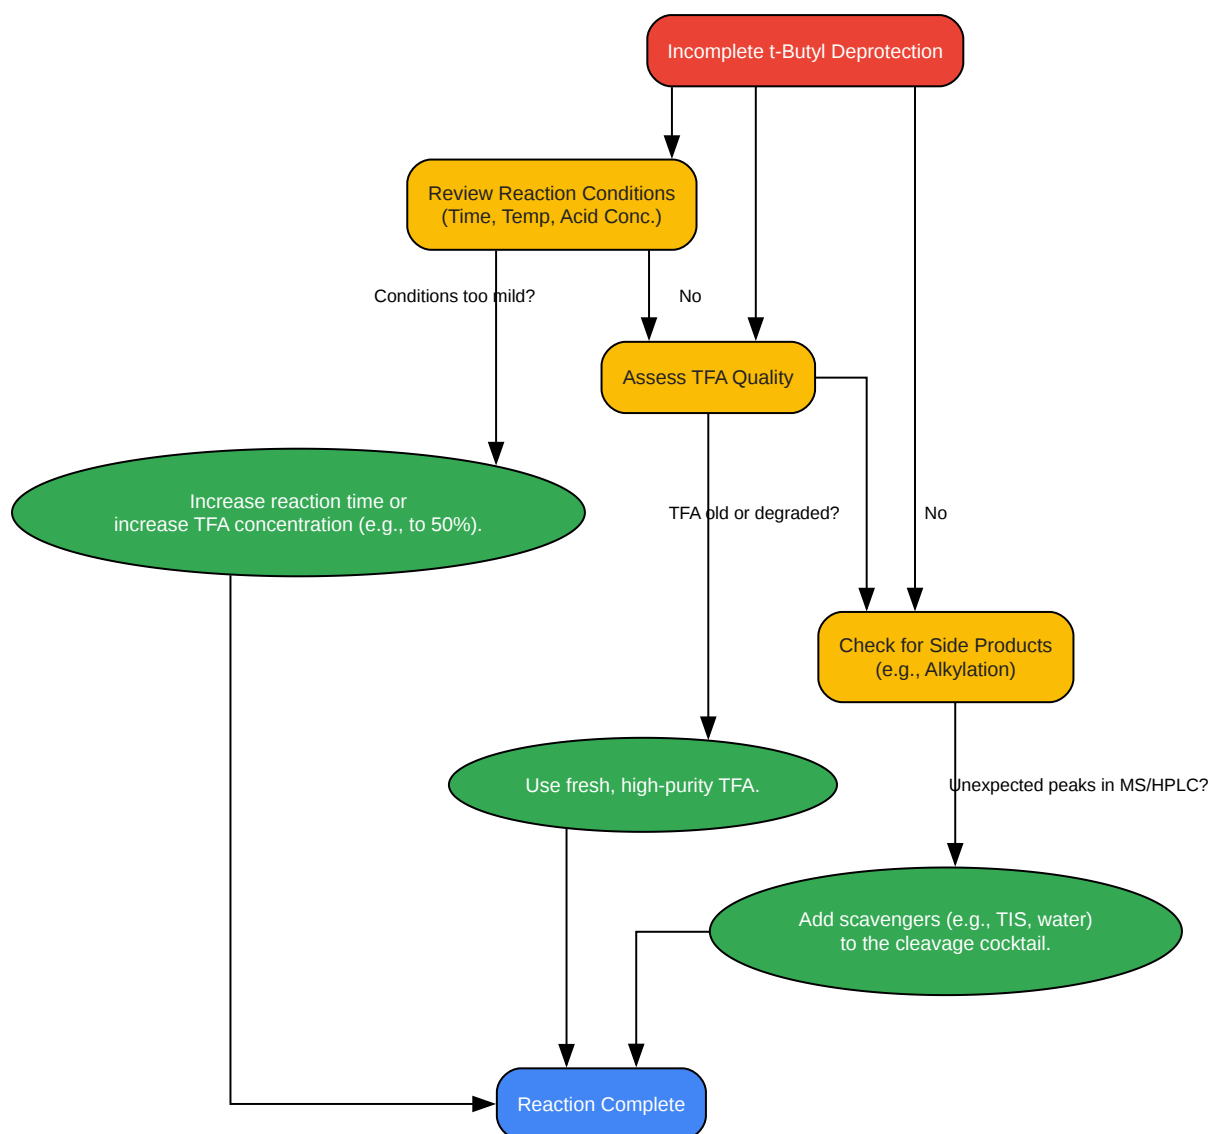 Incomplete t-Butyl Deprotection
Review Reaction Conditions
(Time, Temp, Acid Conc.)
Conditions too mild?
No
Assess TFA Quality
Increase reaction time or
increase TFA concentration (e.g., to 50%).
TFA old or degraded?
No
Check for Side Products
(e.g., Alkylation)
Use fresh, high-purity TFA.
Unexpected peaks in MS/HPLC?
Add scavengers (e.g., TIS, water)
to the cleavage cocktail.
Reaction Complete